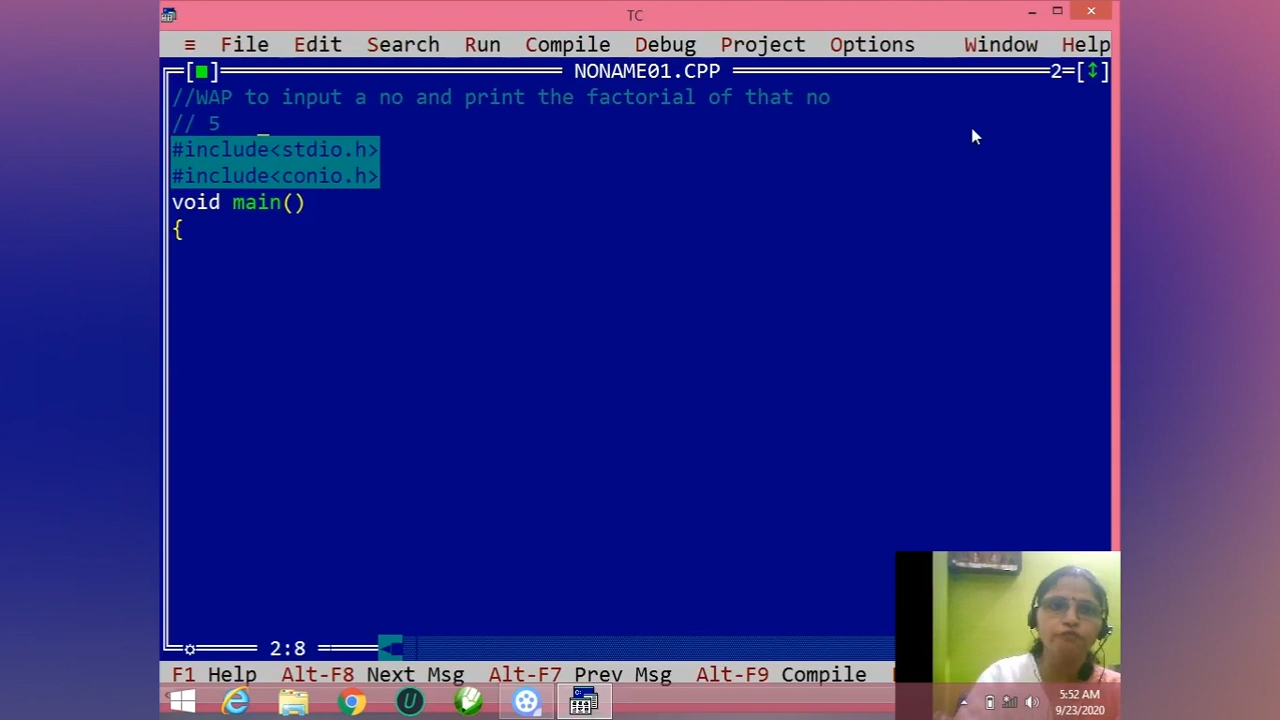 TC
≡ File Edit Search Run Compile Debug Project Options Window Help
[■] NONAME01.CPP 2=[↕]
//WAP to input a no and print the factorial of that no
// 5 _
#include<stdio.h>
#include<conio.h>
void main()
{
2:8
F1 Help Alt-F8 Next Msg Alt-F7 Prev Msg Alt-F9 Compile
5:52 AM
9/23/2020